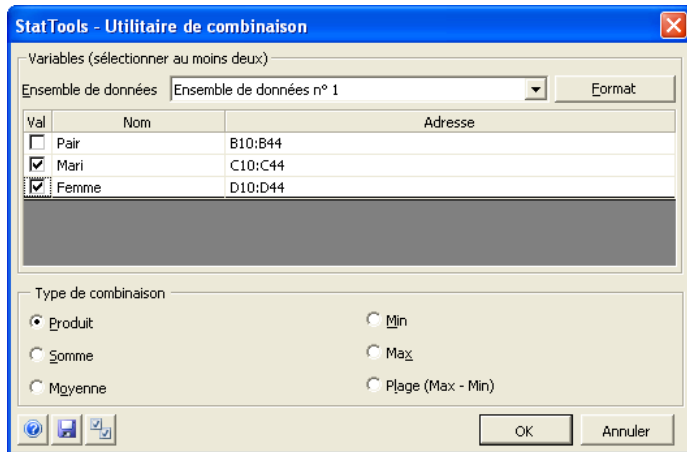 StatTools - Utilitaire de combinaison
Variables (sélectionner au moins deux)
Ensemble de données Ensemble de données n° 1 Format
Val Nom Adresse
Pair B10:B44
Mari C10:C44
Femme D10:D44
Type de combinaison
Produit Min
Somme Max
Moyenne Plage (Max - Min)
OK Annuler